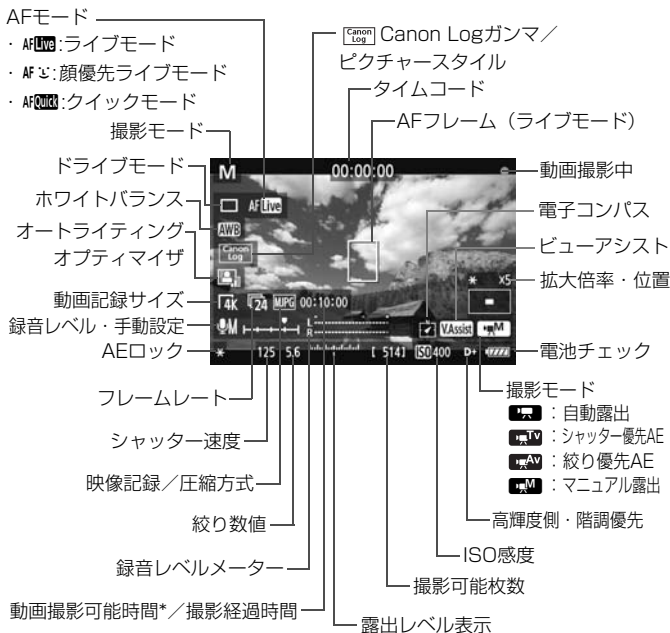 AFモード
・AFLive:ライブモード
・AF:顔優先ライブモード
・AFQuick:クイックモード
撮影モード
ドライブモード
ホワイトバランス
オートライティング
オプティマイザ
動画記録サイズ
録音レベル・手動設定
AEロック
フレームレート
シャッター速度
映像記録／圧縮方式
絞り数値
録音レベルメーター
動画撮影可能時間*／撮影経過時間
Canon Log Canon Logガンマ／
ピクチャースタイル
タイムコード
AFフレーム（ライブモード）
M 00:00:00
AFLive
AWB
Canon
Log
* x5
4K 24 MJPG 00:10:00
M L
R
V.Assist M
* 125 5.6 [ 514] ISO 400 D+
動画撮影中
電子コンパス
ビューアシスト
拡大倍率・位置
電池チェック
撮影モード
：自動露出
Tv：シャッター優先AE
Av：絞り優先AE
M：マニュアル露出
高輝度側・階調優先
ISO感度
撮影可能枚数
露出レベル表示